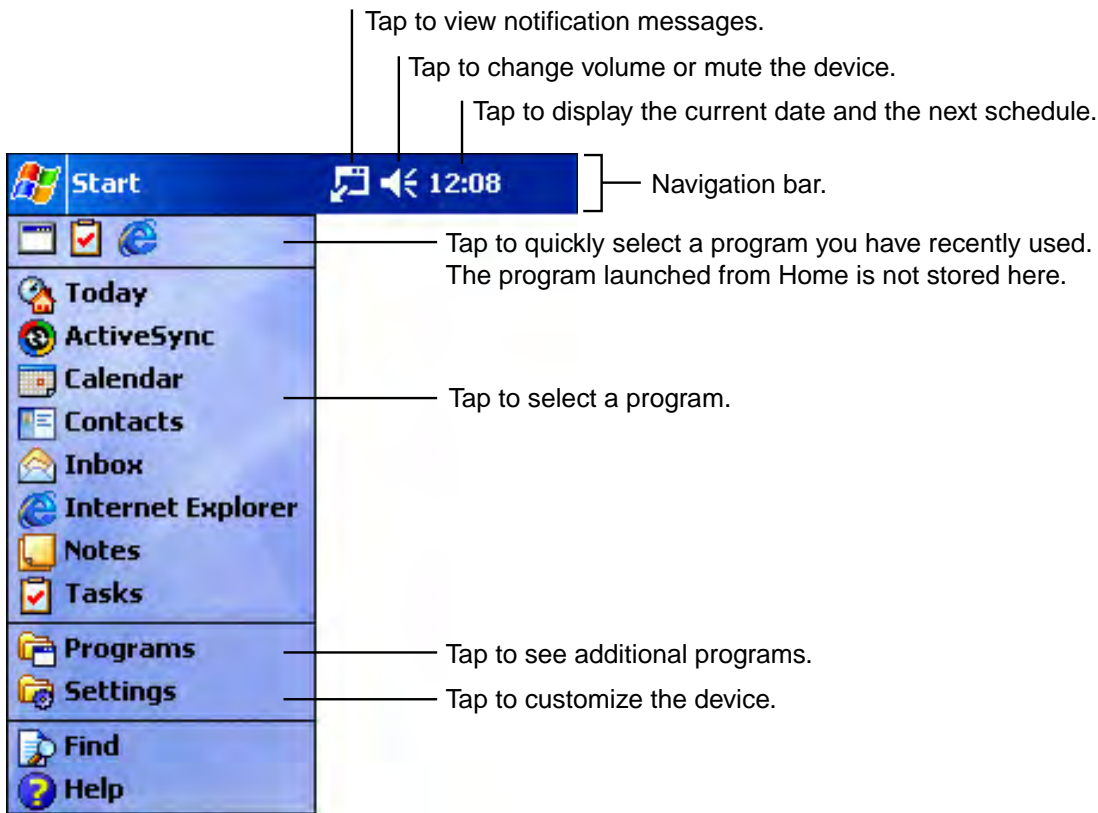 Tap to view notification messages.
Tap to change volume or mute the device.
Tap to display the current date and the next schedule.
Start
12:08
Navigation bar.
Tap to quickly select a program you have recently used.
The program launched from Home is not stored here.
Today
ActiveSync
Calendar
Tap to select a program.
Contacts
Inbox
Internet Explorer
Notes
Tasks
Programs
Tap to see additional programs.
Settings
Tap to customize the device.
Find
Help